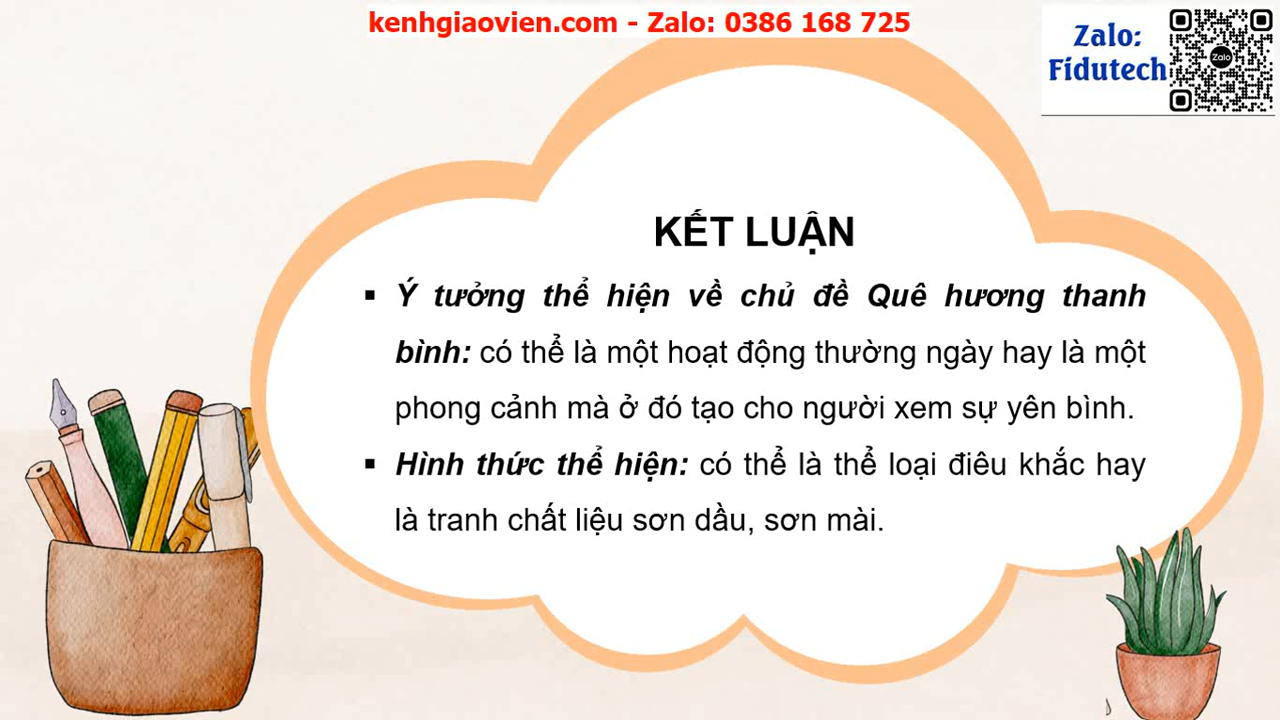 kenhgiaovien.com - Zalo: 0386 168 725
Zalo:
Fidutech
Zalo
KẾT LUẬN
▪ Ý tưởng thể hiện về chủ đề Quê hương thanh
bình: có thể là một hoạt động thường ngày hay là một
phong cảnh mà ở đó tạo cho người xem sự yên bình.
▪ Hình thức thể hiện: có thể là thể loại điêu khắc hay
là tranh chất liệu sơn dầu, sơn mài.